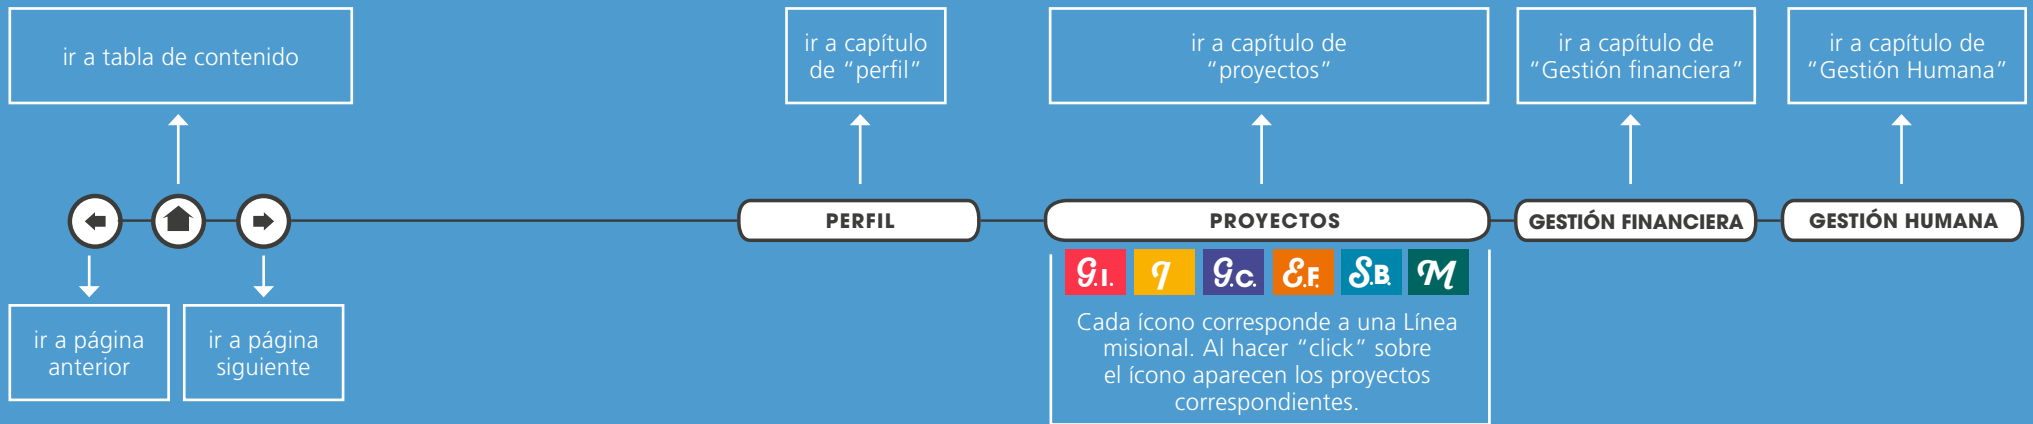 ir a tabla de contenido
ir a capítulo
de “perfil”
ir a capítulo de
“proyectos”
ir a capítulo de
“Gestión financiera”
ir a capítulo de
“Gestión Humana”
PERFIL
PROYECTOS
GESTIÓN FINANCIERA
GESTIÓN HUMANA
G.I.
I
G.C.
E.F.
S.B.
M
ir a página
anterior
ir a página
siguiente
Cada ícono corresponde a una Línea
misional. Al hacer “click” sobre
el ícono aparecen los proyectos
correspondientes.